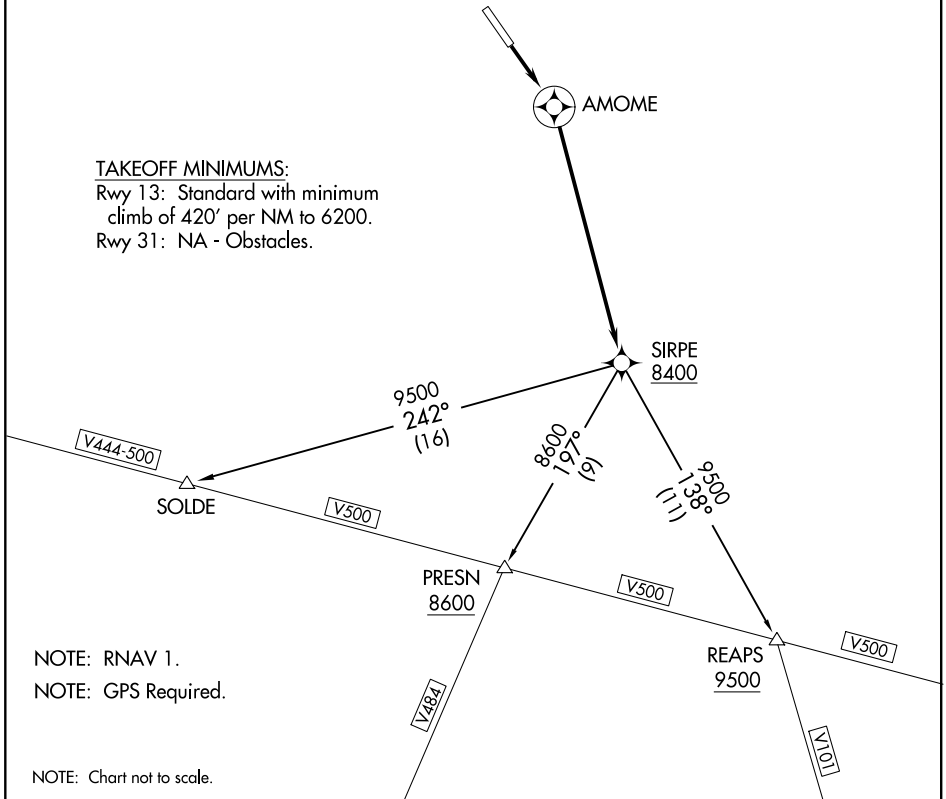 AMOME
TAKEOFF MINIMUMS:
Rwy 13: Standard with minimum
climb of 420' per NM to 6200.
Rwy 31: NA - Obstacles.
SIRPE
8400
9500
242°
(16)
8600
197°
(9)
9500
138°
(11)
V444-500
SOLDE
V500
PRESN
8600
V500
REAPS
9500
V500
NOTE: RNAV 1.
NOTE: GPS Required.
V484
V101
NOTE: Chart not to scale.